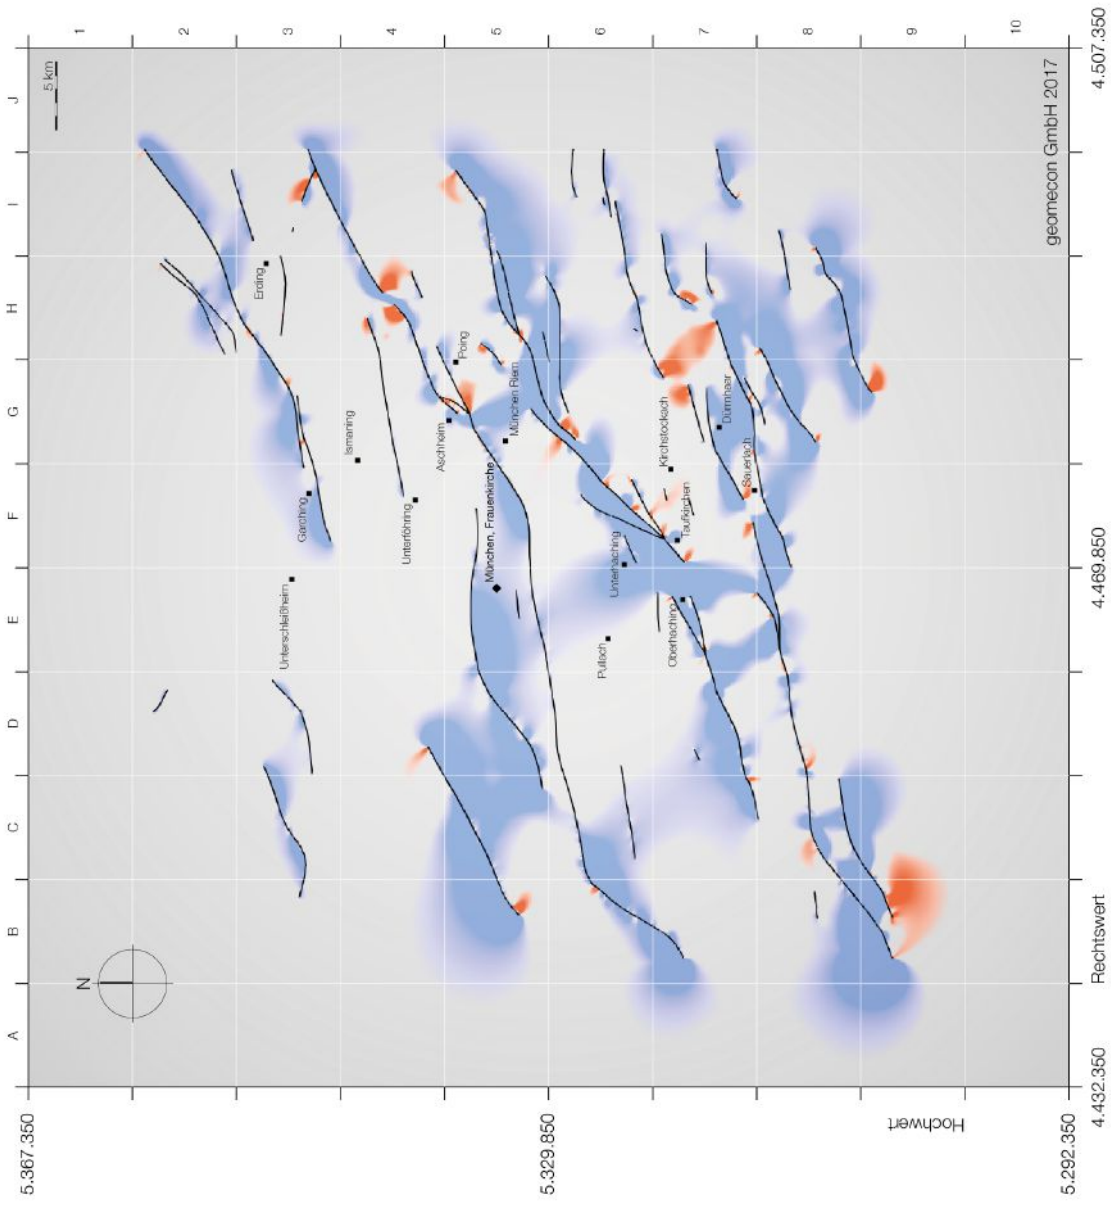 A B C D E F G H I J
5.367.350
5 km
1
N
2
Erding
Unterschleißheim
3
Garching
Ismaning
4
Unterföhring
Aschheim
Poing
München, Frauenkirche
5
München Riem
5.329.850
6
Pullach
Unterhaching
Kirchstockach
Oberhaching
Taufkirchen
7
Dürrnhaar
Sauerlach
8
9
Hochwert
10
geomecon GmbH 2017
5.292.350
4.432.350 Rechtswert 4.469.850 4.507.350